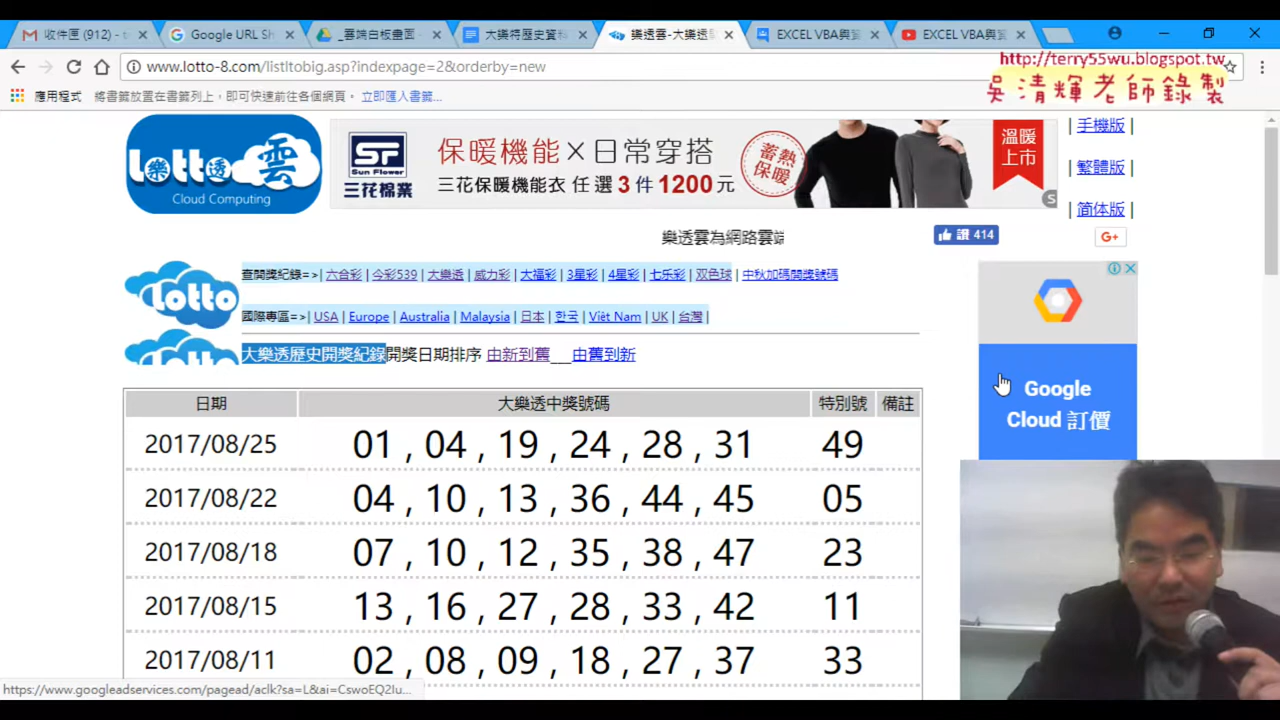 收件匣 (912) - t
Google URL Sh
_雲端白板畫面 -
大樂得歷史資料
樂透雲-大樂透
EXCEL VBA與
EXCEL VBA與
www.lotto-8.com/listltobig.asp?indexpage=2&orderby=new
http://terry55wu.blogspot.tw
吳清輝老師錄製
應用程式
將書籤放置在書籤列上，即可快速前往各個網頁。 立即匯入書籤...
Lotto
樂
透
雲
Cloud Computing
SF
Sun Flower
三花棉業
保暖機能×日常穿搭
三花保暖機能衣 任選3件1200元
蓄熱
保暖
溫暖
上市
| 手機版 |
| 繁體版 |
| 简体版 |
樂透雲為網路雲端
讚 414
G+
Lotto
查開獎紀錄=>| 六合彩 | 今彩539 | 大樂透 | 威力彩 | 大福彩 | 3星彩 | 4星彩 | 七乐彩 | 双色球 | 中秋加碼開獎號碼
國際專區=>| USA | Europe | Australia | Malaysia | 日本 | 한국 | Việt Nam | UK | 台灣 |
大樂透歷史開獎紀錄開獎日期排序 由新到舊___由舊到新
日期 大樂透中獎號碼 特別號 備註
2017/08/25 01 , 04 , 19 , 24 , 28 , 31 49
2017/08/22 04 , 10 , 13 , 36 , 44 , 45 05
2017/08/18 07 , 10 , 12 , 35 , 38 , 47 23
2017/08/15 13 , 16 , 27 , 28 , 33 , 42 11
2017/08/11 02 , 08 , 09 , 18 , 27 , 37 33
Google
Cloud 訂價
https://www.googleadservices.com/pagead/aclk?sa=L&ai=CswoEQ2Iu...